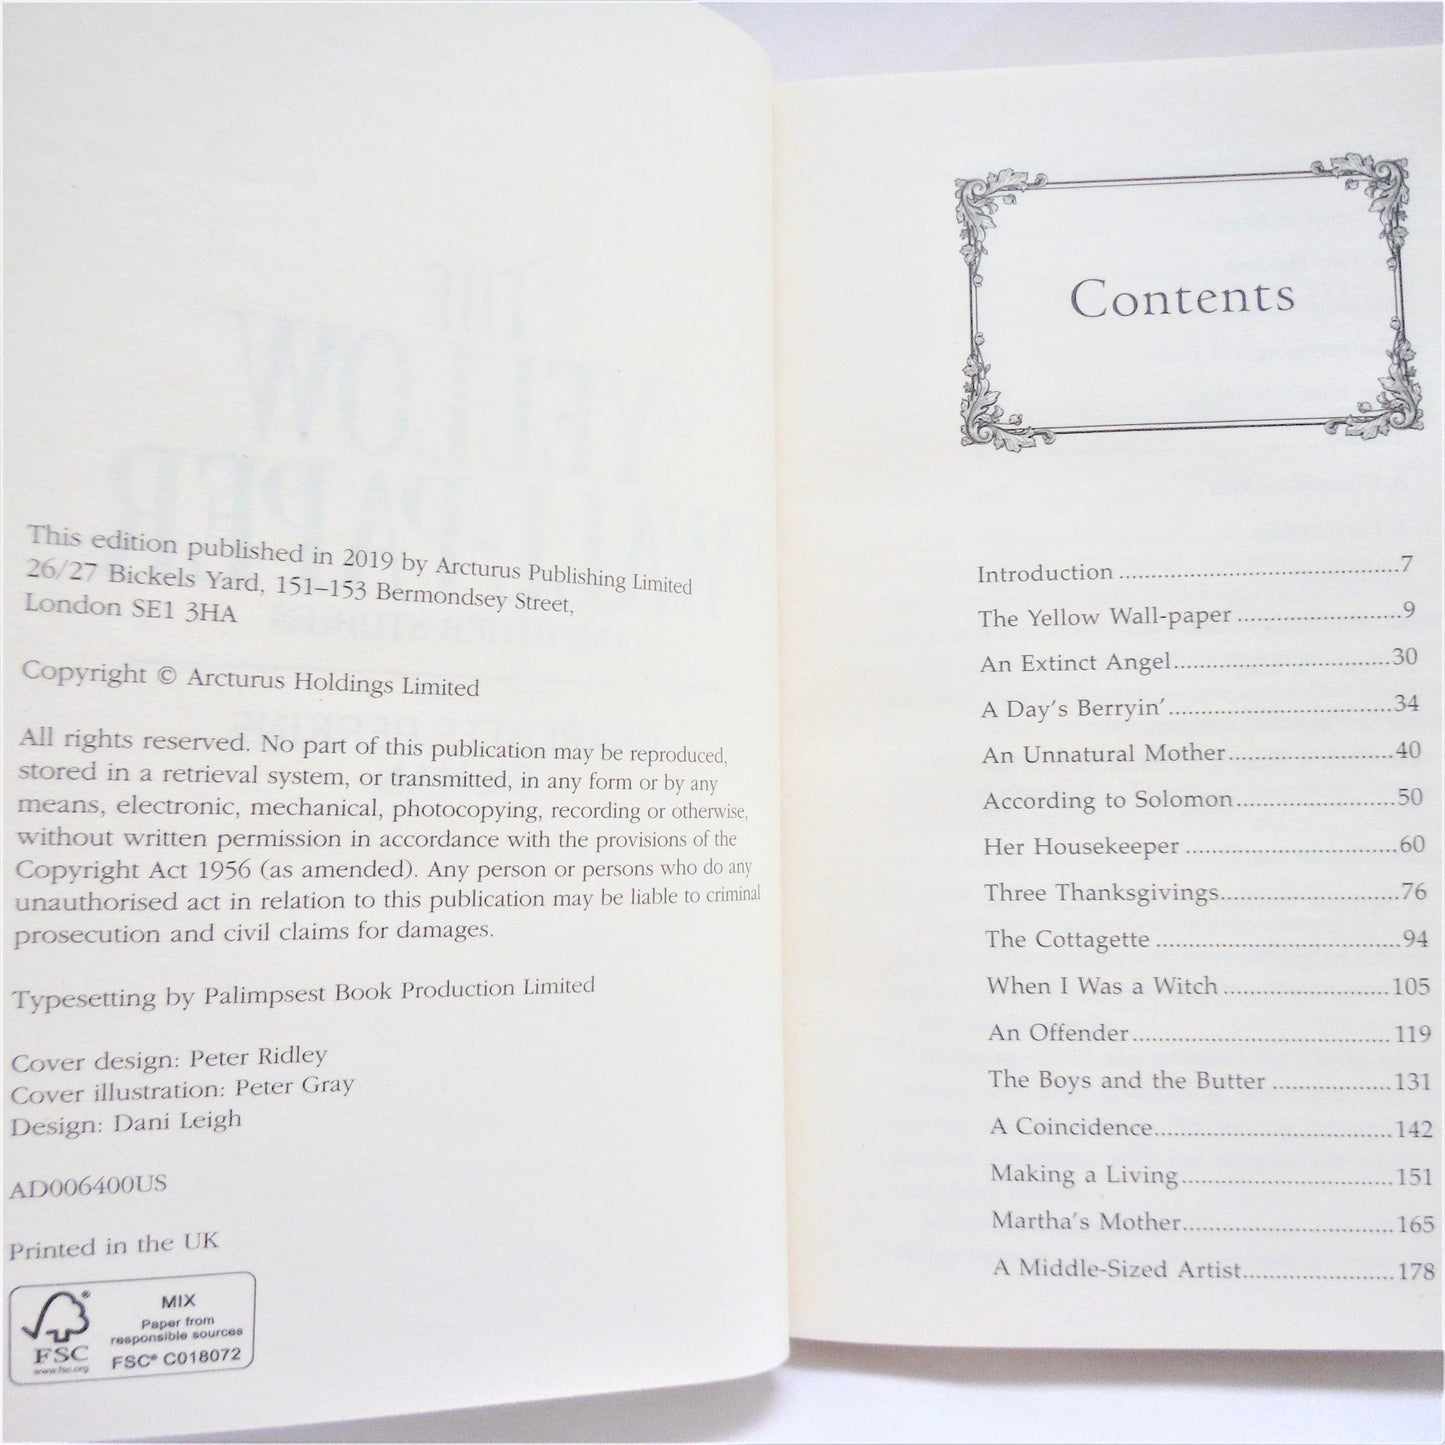 This edition published in 2019 by Arcturus Publishing Limited
26/27 Bickels Yard, 151–153 Bermondsey Street,
London SE1 3HA
Copyright © Arcturus Holdings Limited
All rights reserved. No part of this publication may be reproduced,
stored in a retrieval system, or transmitted, in any form or by any
means, electronic, mechanical, photocopying, recording or otherwise,
without written permission in accordance with the provisions of the
Copyright Act 1956 (as amended). Any person or persons who do any
unauthorised act in relation to this publication may be liable to criminal
prosecution and civil claims for damages.
Typesetting by Palimpsest Book Production Limited
Cover design: Peter Ridley
Cover illustration: Peter Gray
Design: Dani Leigh
AD006400US
Printed in the UK
FSC®
www.fsc.org
MIX
Paper from
responsible sources
FSC® C018072
Contents
Introduction ........ 7
The Yellow Wall-paper ........ 9
An Extinct Angel ........ 30
A Day's Berryin' ........ 34
An Unnatural Mother ........ 40
According to Solomon ........ 50
Her Housekeeper ........ 60
Three Thanksgivings ........ 76
The Cottagette ........ 94
When I Was a Witch ........ 105
An Offender ........ 119
The Boys and the Butter ........ 131
A Coincidence ........ 142
Making a Living ........ 151
Martha's Mother ........ 165
A Middle-Sized Artist ........ 178